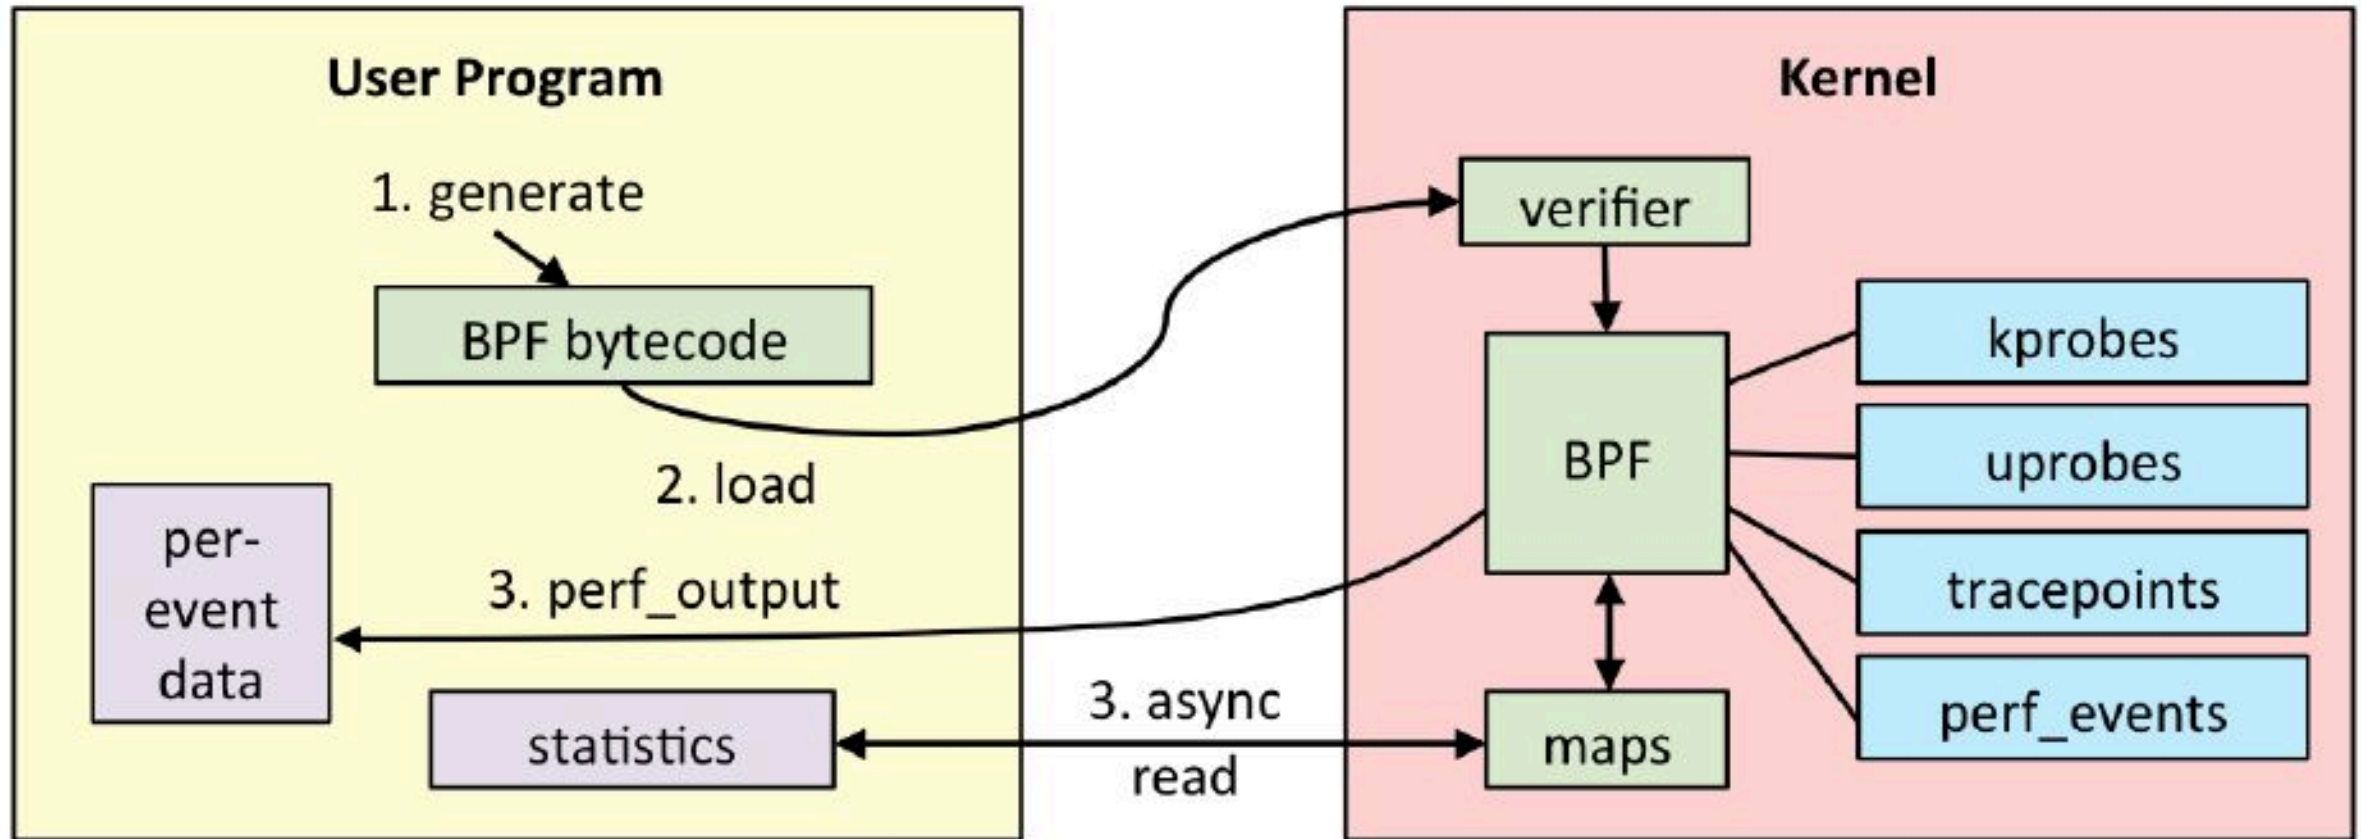 User Program
1. generate
BPF bytecode
2. load
per-
event
data
3. perf_output
statistics
3. async
read
Kernel
verifier
BPF
maps
kprobes
uprobes
tracepoints
perf_events